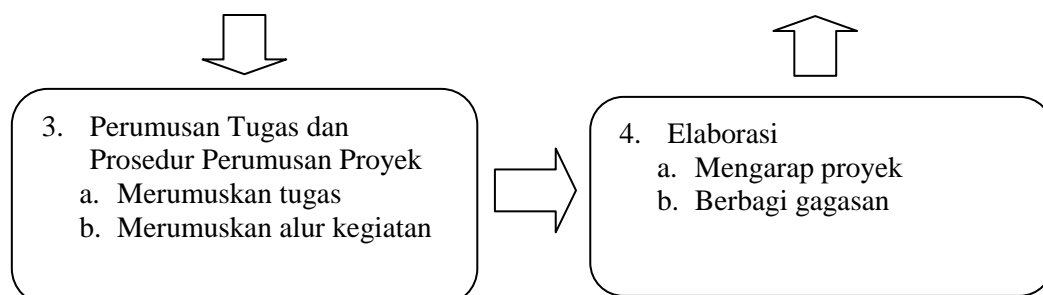 3. Perumusan Tugas dan
Prosedur Perumusan Proyek
a. Merumuskan tugas
b. Merumuskan alur kegiatan
4. Elaborasi
a. Mengarap proyek
b. Berbagi gagasan